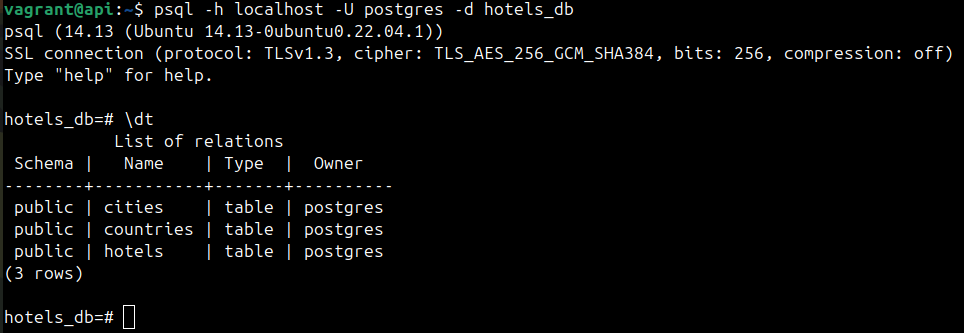 vagrant@api:~$ psql -h localhost -U postgres -d hotels_db
psql (14.13 (Ubuntu 14.13-0ubuntu0.22.04.1))
SSL connection (protocol: TLSv1.3, cipher: TLS_AES_256_GCM_SHA384, bits: 256, compression: off)
Type "help" for help.

hotels_db=# \dt
           List of relations
 Schema |   Name    | Type  |  Owner
--------+-----------+-------+----------
 public | cities    | table | postgres
 public | countries | table | postgres
 public | hotels    | table | postgres
(3 rows)

hotels_db=#